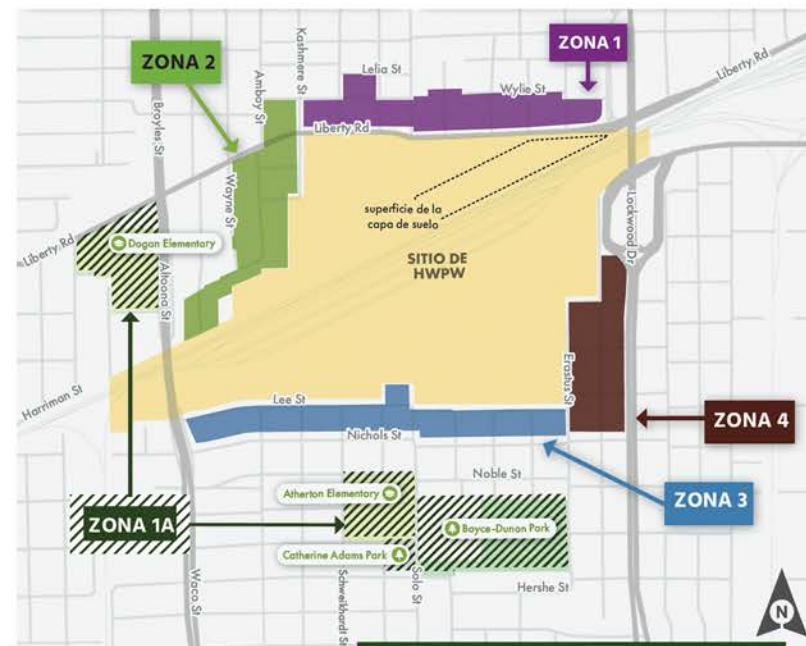 ZONA 1
ZONA 2
Kashmere St
Lelia St
Wylie St
Liberty Rd
Amboy St
Broyles St
Liberty Rd
Wayne St
superficie de la
capa de suelo
Lockwood Dr
Liberty Rd
Dogan Elementary
SITIO DE
HWPW
Altoona St
Erastus St
Harriman St
Lee St
ZONA 4
Nichols St
Noble St
ZONA 3
Atherton Elementary
ZONA 1A
Boyce-Dunon Park
Catherine Adams Park
Solo St
Hershe St
Waco St
Schweikhardt St
N